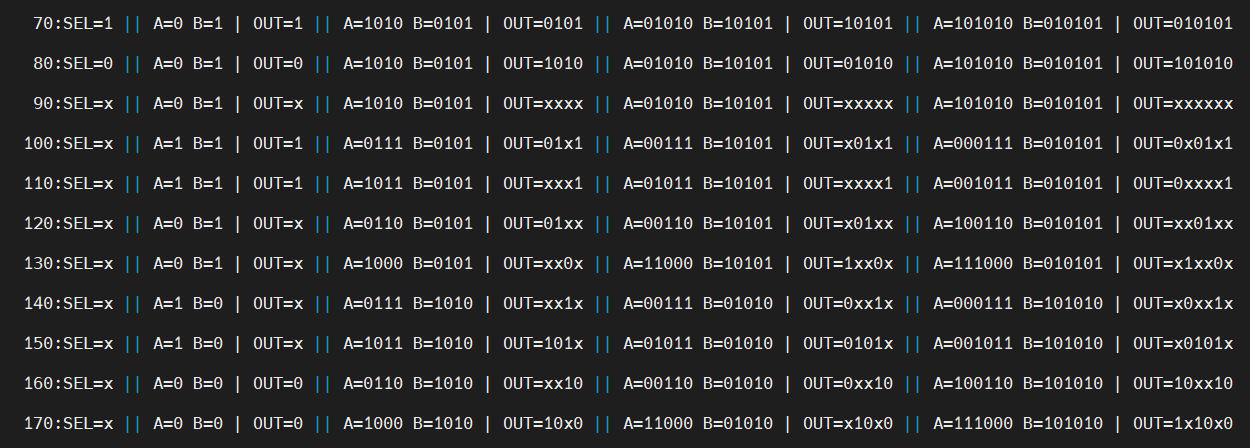 70:SEL=1 || A=0 B=1 | OUT=1 || A=1010 B=0101 | OUT=0101 || A=01010 B=10101 | OUT=10101 || A=101010 B=010101 | OUT=010101
80:SEL=0 || A=0 B=1 | OUT=0 || A=1010 B=0101 | OUT=1010 || A=01010 B=10101 | OUT=01010 || A=101010 B=010101 | OUT=101010
90:SEL=x || A=0 B=1 | OUT=x || A=1010 B=0101 | OUT=xxxx || A=01010 B=10101 | OUT=xxxxx || A=101010 B=010101 | OUT=xxxxxx
100:SEL=x || A=1 B=1 | OUT=1 || A=0111 B=0101 | OUT=01x1 || A=00111 B=10101 | OUT=x01x1 || A=000111 B=010101 | OUT=0x01x1
110:SEL=x || A=1 B=1 | OUT=1 || A=1011 B=0101 | OUT=xxx1 || A=01011 B=10101 | OUT=xxxx1 || A=001011 B=010101 | OUT=0xxxx1
120:SEL=x || A=0 B=1 | OUT=x || A=0110 B=0101 | OUT=01xx || A=00110 B=10101 | OUT=x01xx || A=100110 B=010101 | OUT=xx01xx
130:SEL=x || A=0 B=1 | OUT=x || A=1000 B=0101 | OUT=xx0x || A=11000 B=10101 | OUT=1xx0x || A=111000 B=010101 | OUT=x1xx0x
140:SEL=x || A=1 B=0 | OUT=x || A=0111 B=1010 | OUT=xx1x || A=00111 B=01010 | OUT=0xx1x || A=000111 B=101010 | OUT=x0xx1x
150:SEL=x || A=1 B=0 | OUT=x || A=1011 B=1010 | OUT=101x || A=01011 B=01010 | OUT=0101x || A=001011 B=101010 | OUT=x0101x
160:SEL=x || A=0 B=0 | OUT=0 || A=0110 B=1010 | OUT=xx10 || A=00110 B=01010 | OUT=0xx10 || A=100110 B=101010 | OUT=10xx10
170:SEL=x || A=0 B=0 | OUT=0 || A=1000 B=1010 | OUT=10x0 || A=11000 B=01010 | OUT=x10x0 || A=111000 B=101010 | OUT=1x10x0